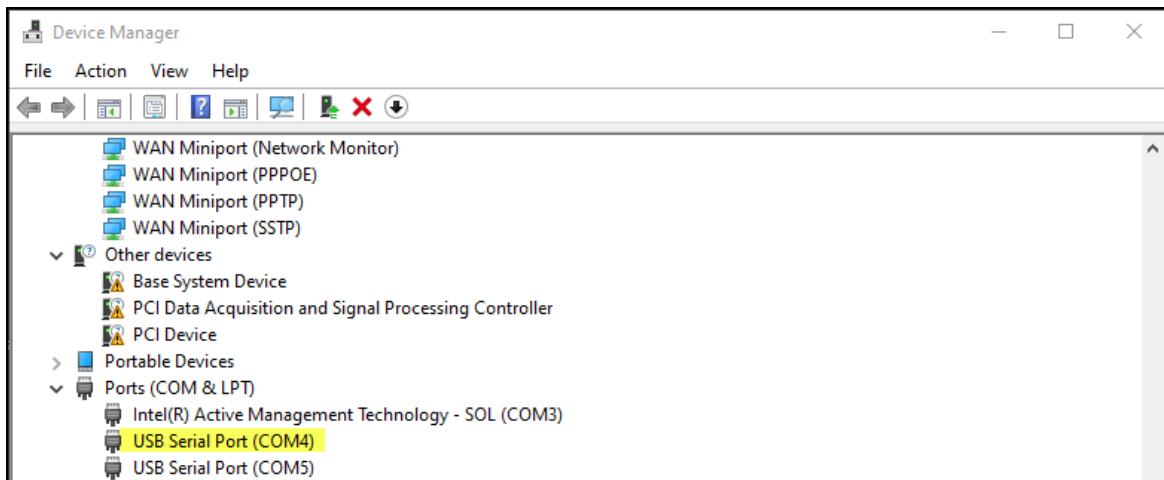 Device Manager
File Action View Help
WAN Miniport (Network Monitor)
WAN Miniport (PPPOE)
WAN Miniport (PPTP)
WAN Miniport (SSTP)
Other devices
Base System Device
PCI Data Acquisition and Signal Processing Controller
PCI Device
Portable Devices
Ports (COM & LPT)
Intel(R) Active Management Technology - SOL (COM3)
USB Serial Port (COM4)
USB Serial Port (COM5)